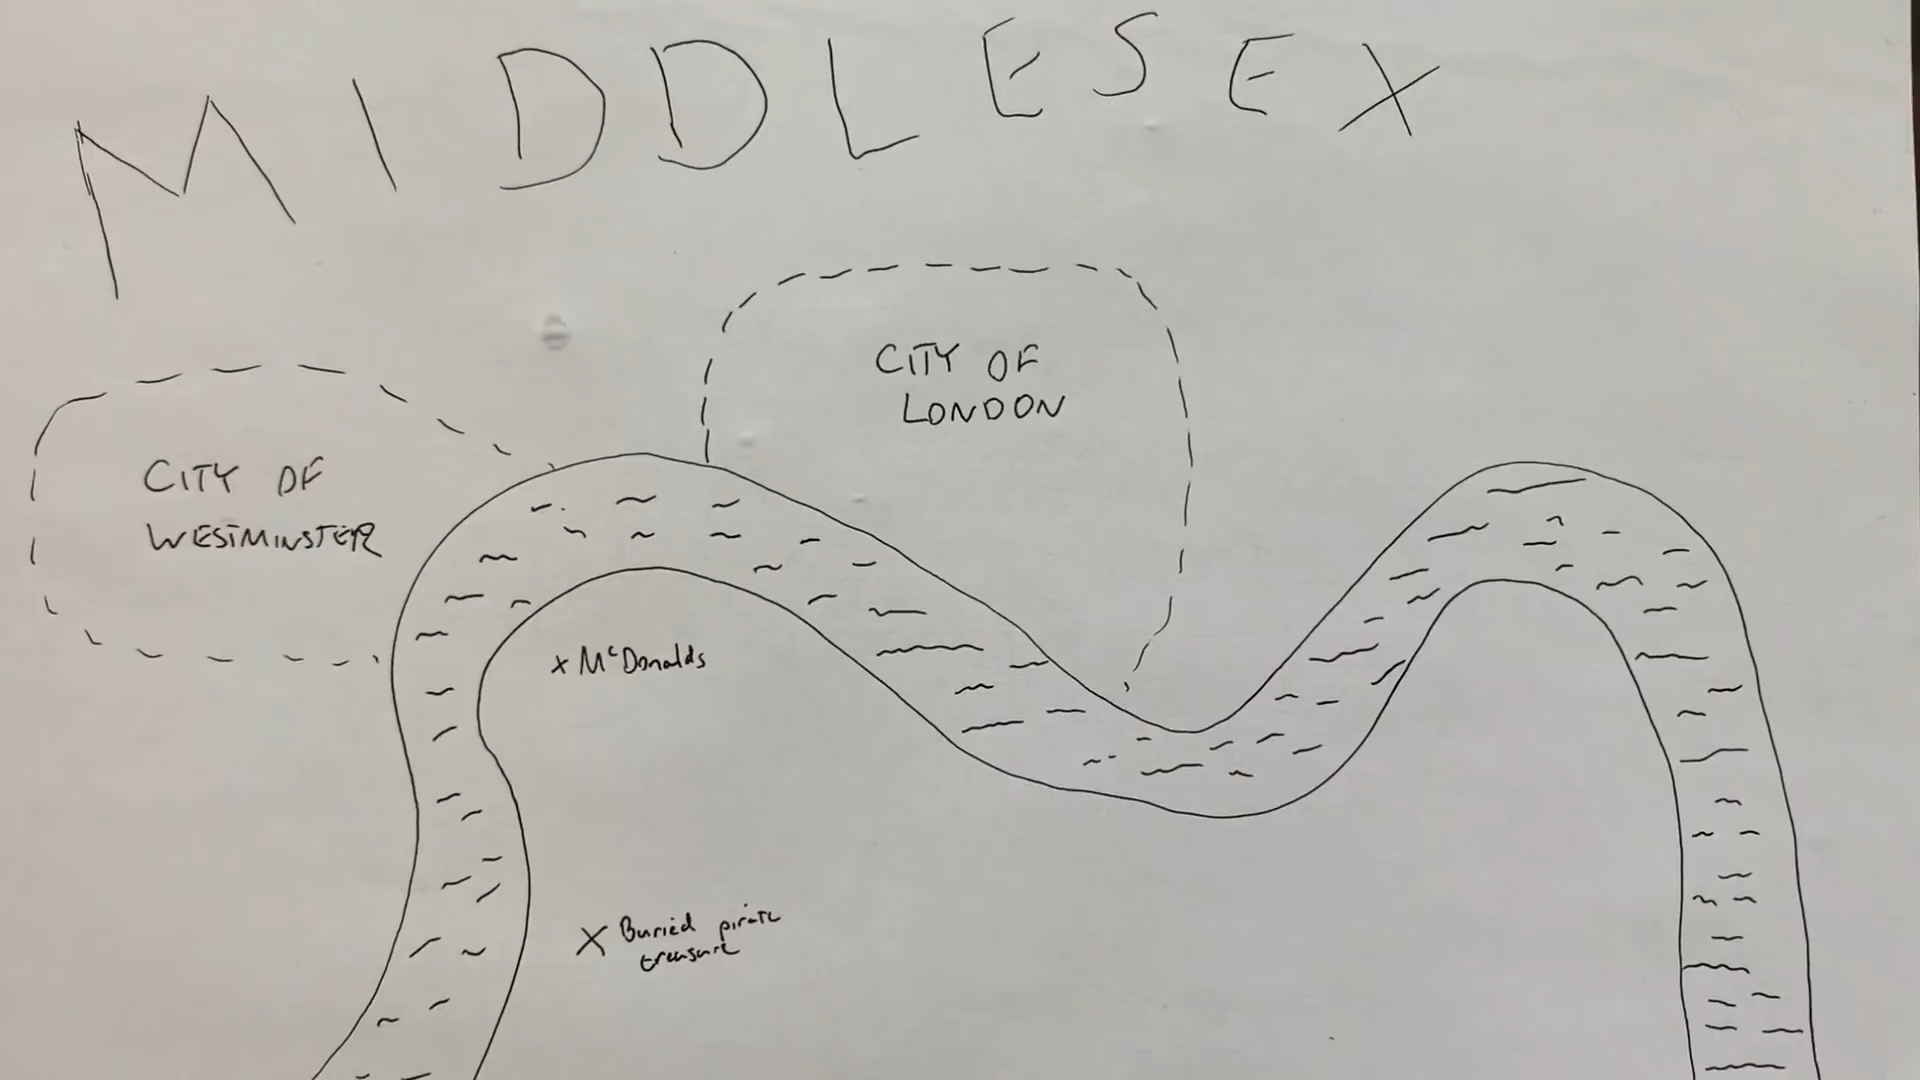 MIDDLESEX
CITY OF
LONDON
CITY OF
WESTMINSTER
x McDonalds
X Buried pirate
treasure